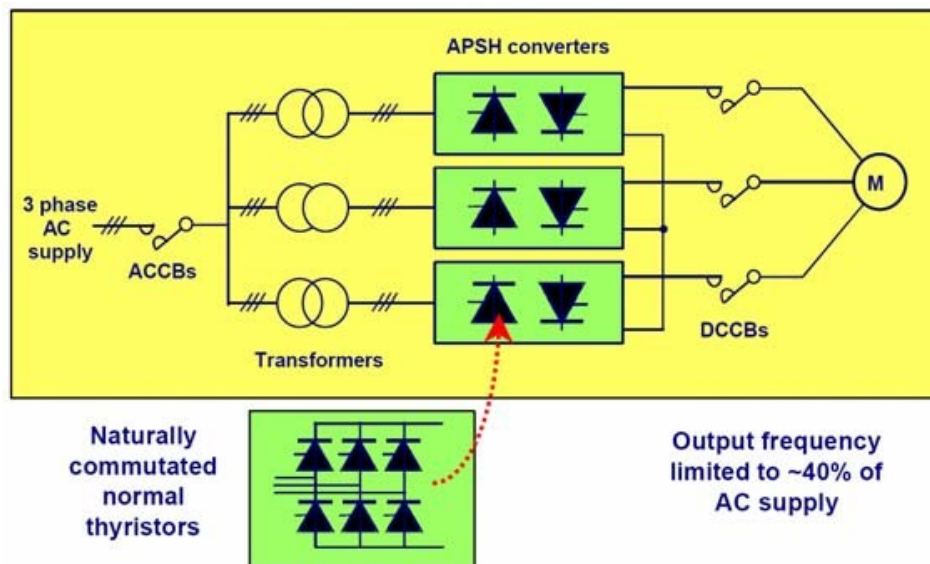 APSH converters
3 phase
AC
supply
ACCBs
M
Transformers
DCCBs
Naturally
commutated
normal
thyristors
Output frequency
limited to ~40% of
AC supply